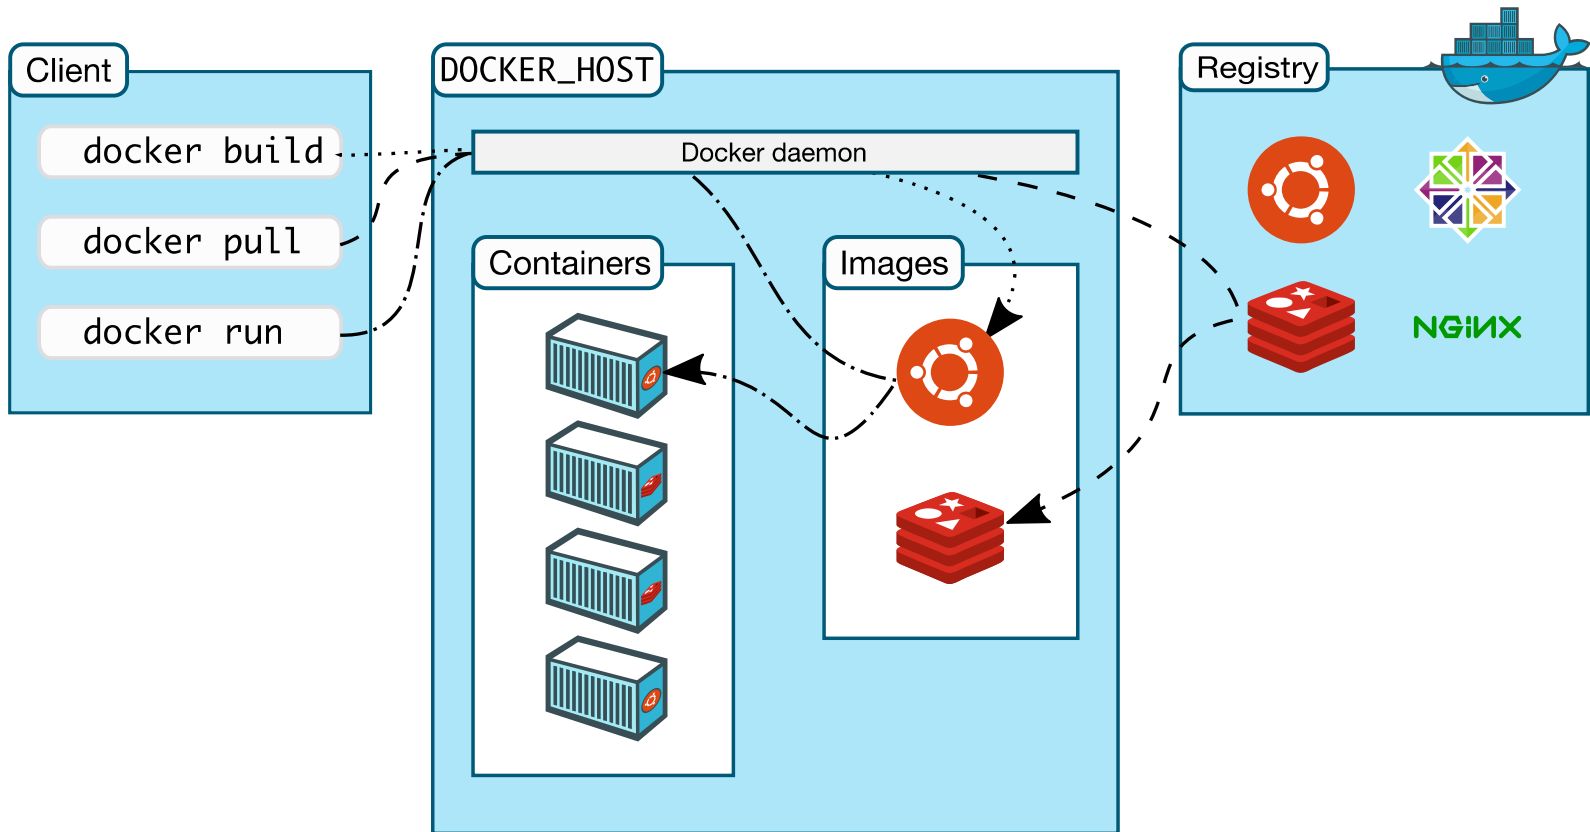 Client
docker build
docker pull
docker run
DOCKER_HOST
Docker daemon
Containers
Images
Registry
NGiNX